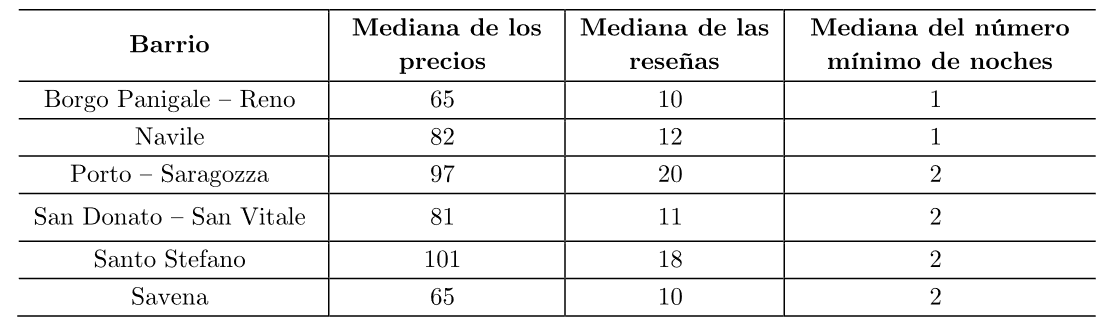 Barrio | Mediana de los precios | Mediana de las reseñas | Mediana del número mínimo de noches
Borgo Panigale – Reno | 65 | 10 | 1
Navile | 82 | 12 | 1
Porto – Saragozza | 97 | 20 | 2
San Donato – San Vitale | 81 | 11 | 2
Santo Stefano | 101 | 18 | 2
Savena | 65 | 10 | 2